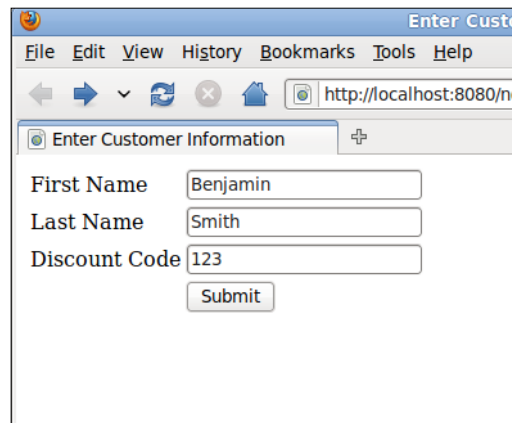 Enter Custo
File Edit View History Bookmarks Tools Help
http://localhost:8080/n
Enter Customer Information
First Name Benjamin
Last Name Smith
Discount Code 123
Submit